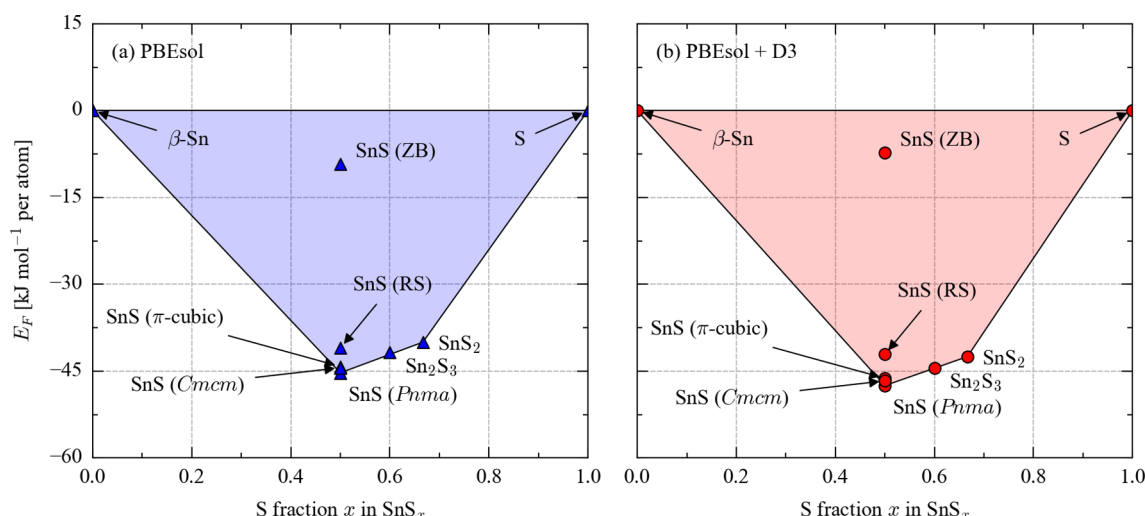 (a) PBEsol
(b) PBEsol + D3
15
0
−15
−30
−45
−60
E_F [kJ mol⁻¹ per atom]
β-Sn
S
SnS (ZB)
SnS (RS)
SnS (π-cubic)
SnS (Cmcm)
SnS₂
Sn₂S₃
SnS (Pnma)
β-Sn
S
SnS (ZB)
SnS (RS)
SnS (π-cubic)
SnS (Cmcm)
SnS₂
Sn₂S₃
SnS (Pnma)
0.0 0.2 0.4 0.6 0.8 1.0
0.0 0.2 0.4 0.6 0.8 1.0
S fraction x in SnSₓ
S fraction x in SnSₓ